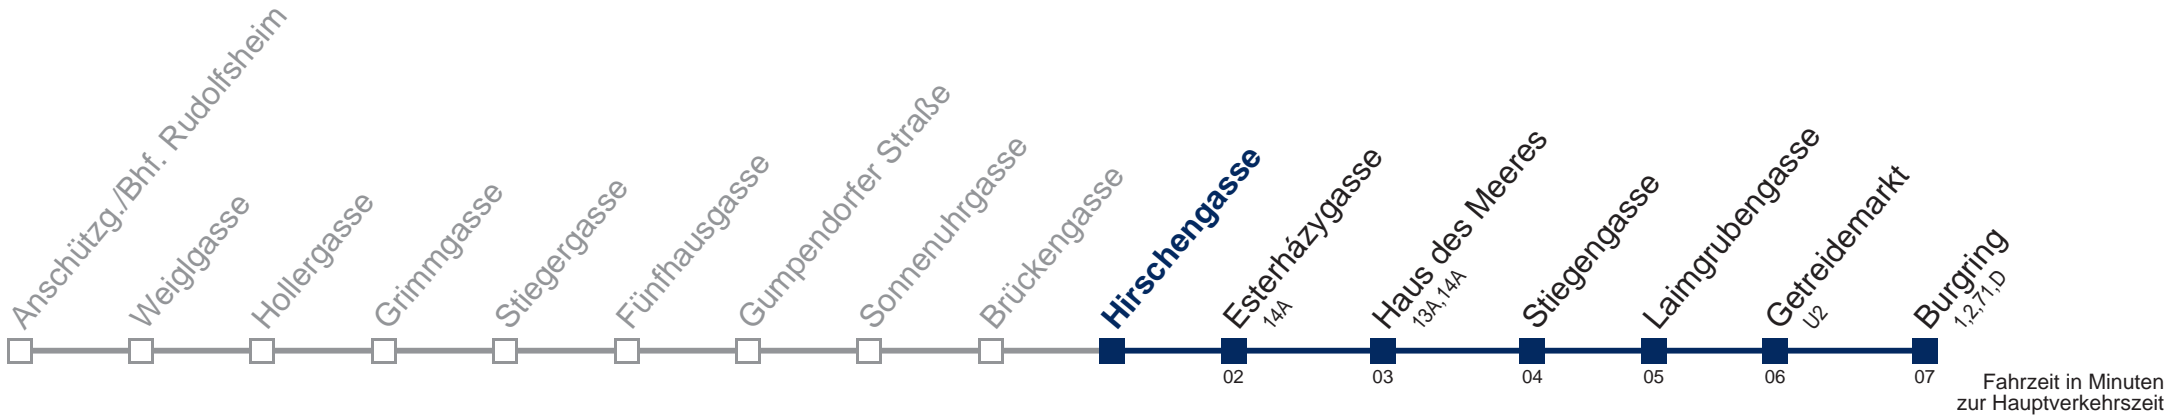 Anschützg./Bhf. Rudolfsheim
Weiglgasse
Hollergasse
Grimmgasse
Stiegergasse
Fünfhausgasse
Gumpendorfer Straße
Sonnenuhrgasse
Brückengasse
Hirschengasse
Esterházygasse
14A
Haus des Meeres
13A,14A
Stiegengasse
Laimgrubengasse
Getreidemarkt
U2
Burgring
1,2,71,D
02
03
04
05
06
07
Fahrzeit in Minuten
zur Hauptverkehrszeit